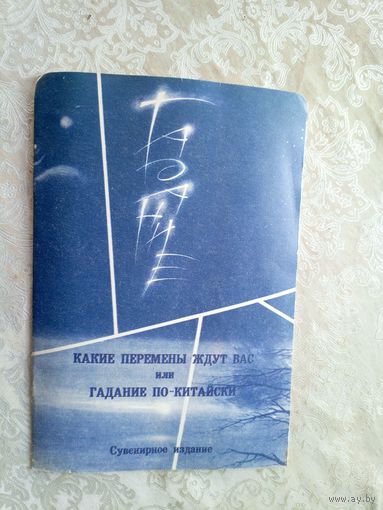 ГАДАНИЕ
КАКИЕ ПЕРЕМЕНЫ ЖДУТ ВАС
или
ГАДАНИЕ ПО-КИТАЙСКИ
Сувенирное издание
www.ay.by